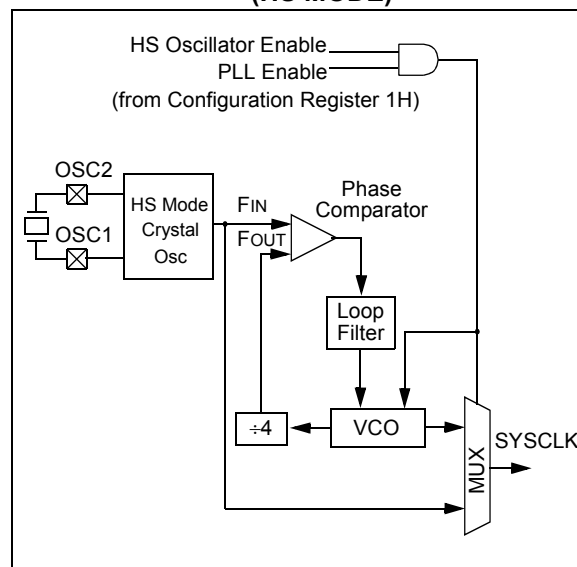 (HS MODE)
HS Oscillator Enable
PLL Enable
(from Configuration Register 1H)
OSC2
OSC1
HS Mode
Crystal
Osc
FIN
FOUT
Phase
Comparator
Loop
Filter
÷4
VCO
MUX
SYSCLK